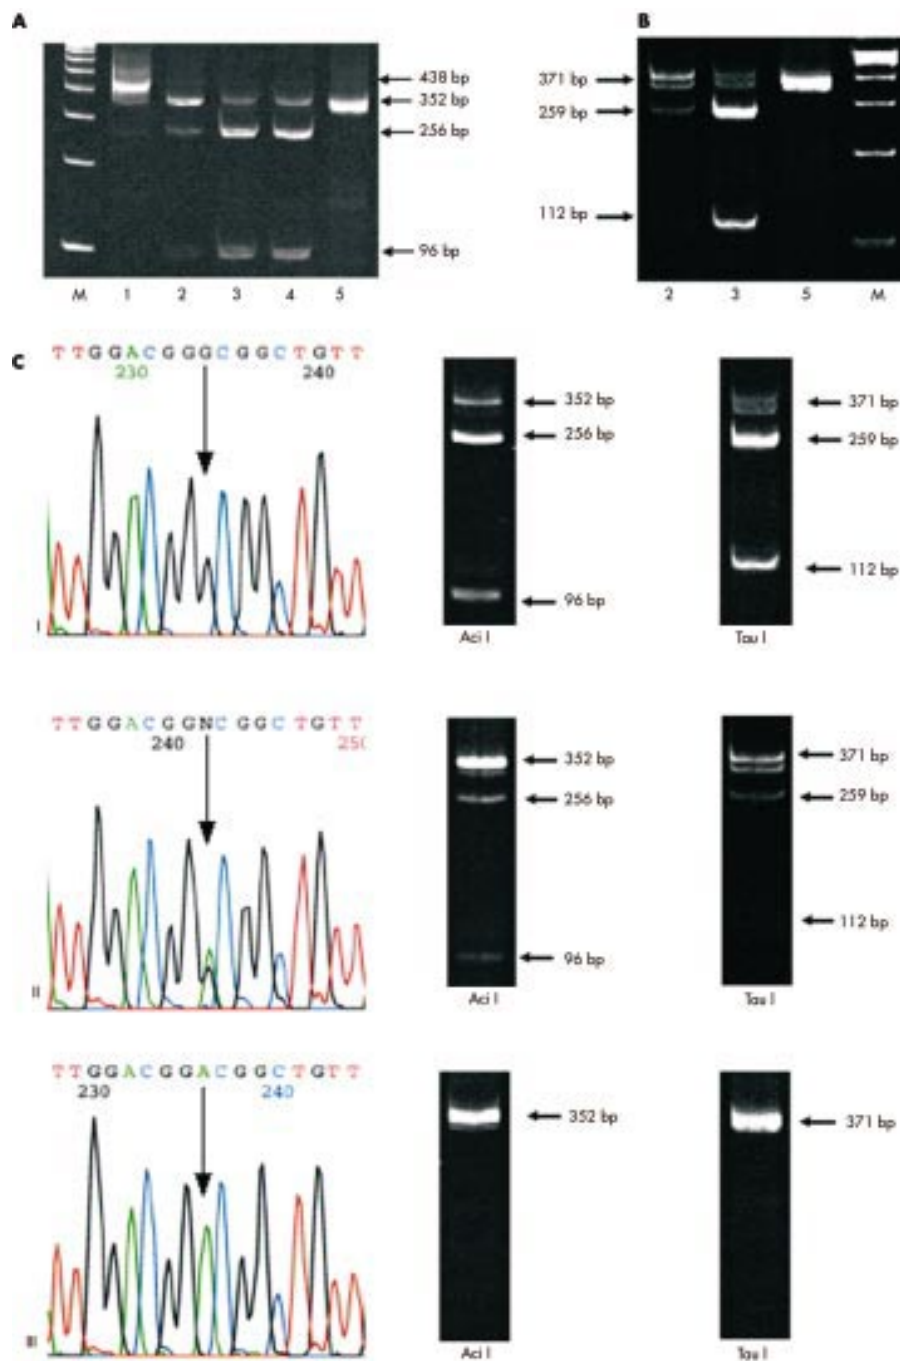 A
438 bp
352 bp
256 bp
96 bp
M 1 2 3 4 5
B
371 bp
259 bp
112 bp
2 3 5 M
C
T T G G A C G G G C G G C T G T T
230 240
I
352 bp
256 bp
96 bp
Aci I
371 bp
259 bp
112 bp
Tau I
T T G G A C G G N C G G C T G T T
240 250
II
352 bp
256 bp
96 bp
Aci I
371 bp
259 bp
112 bp
Tau I
T T G G A C G G A C G G C T G T T
230 240
III
352 bp
Aci I
371 bp
Tau I